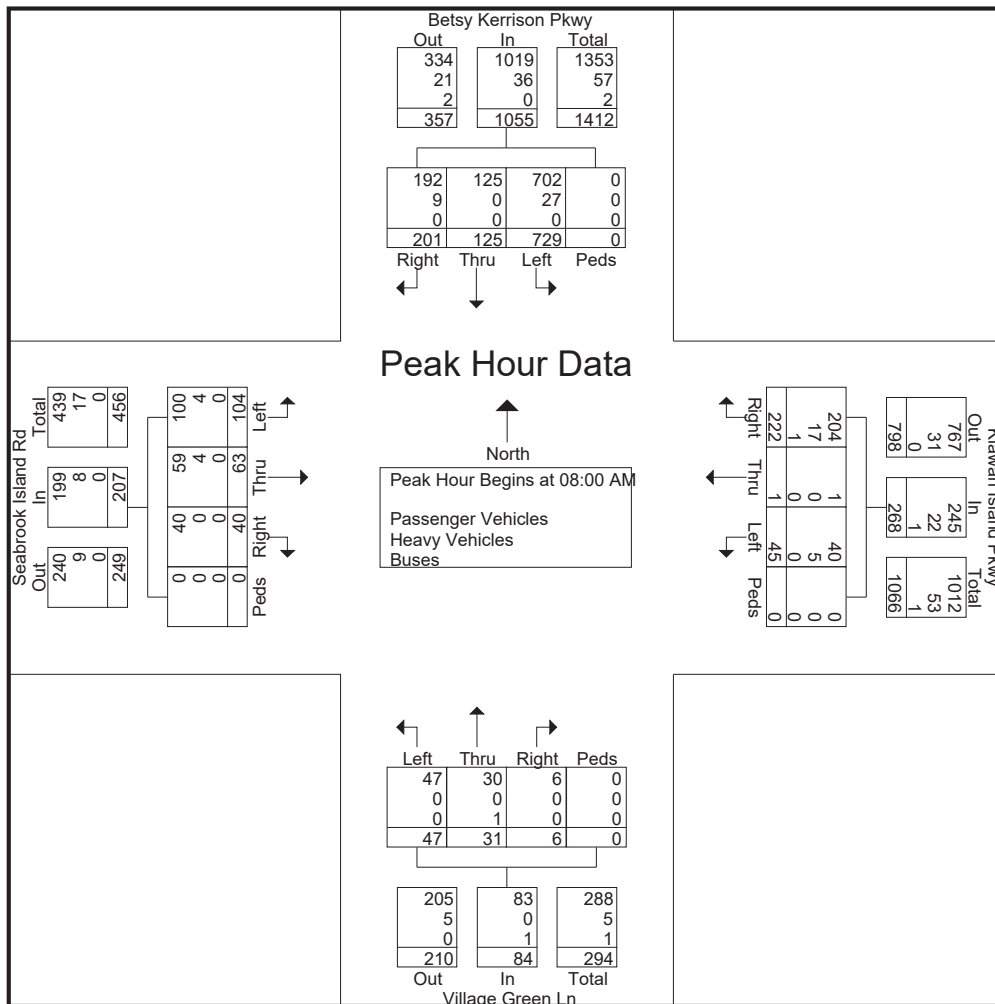 Betsy Kerrison Pkwy
Out In Total
334 1019 1353
21 36 57
2 0 2
357 1055 1412
192 125 702 0
9 0 27 0
0 0 0 0
201 125 729 0
Right Thru Left Peds
Peak Hour Data
North
Peak Hour Begins at 08:00 AM
Passenger Vehicles
Heavy Vehicles
Buses
Seabrook Island Rd
Out In Total
240 199 439
9 8 17
0 0 0
249 207 456
0 40 59 100
0 0 4 4
0 0 0 0
0 40 63 104
Peds Right Thru Left
Kiawah Island Pkwy
Out In Total
767 245 1012
31 22 53
0 1 1
798 268 1066
204 1 40 0
17 0 5 0
1 0 0 0
222 1 45 0
Right Thru Left Peds
Left Thru Right Peds
47 30 6 0
0 0 0 0
0 1 0 0
47 31 6 0
205 83 288
5 0 5
0 1 1
210 84 294
Out In Total
Village Green Ln